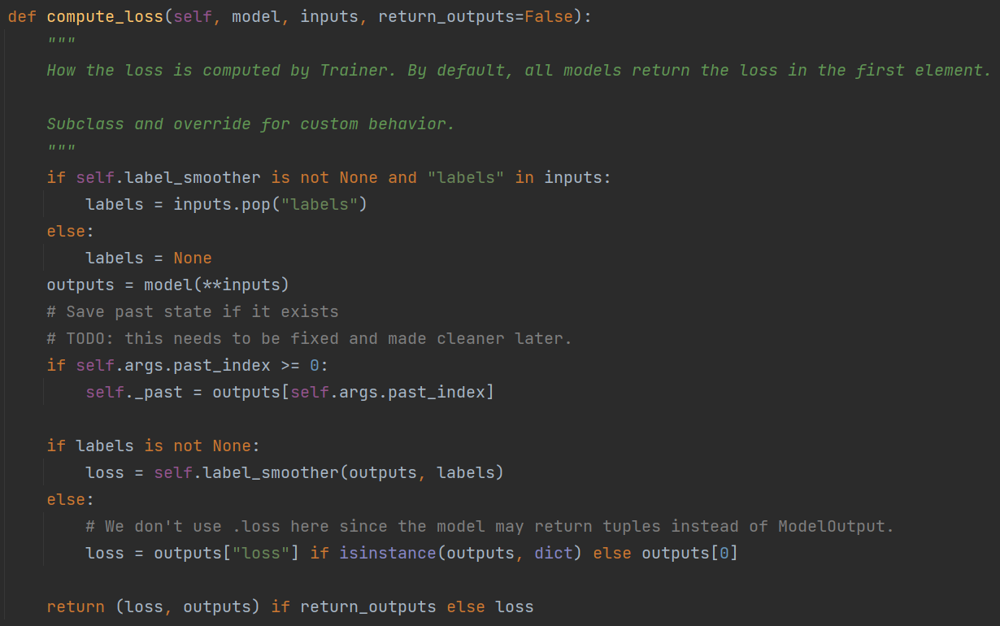 def compute_loss(self, model, inputs, return_outputs=False):
    """
    How the loss is computed by Trainer. By default, all models return the loss in the first element.

    Subclass and override for custom behavior.
    """
    if self.label_smoother is not None and "labels" in inputs:
        labels = inputs.pop("labels")
    else:
        labels = None
    outputs = model(**inputs)
    # Save past state if it exists
    # TODO: this needs to be fixed and made cleaner later.
    if self.args.past_index >= 0:
        self._past = outputs[self.args.past_index]

    if labels is not None:
        loss = self.label_smoother(outputs, labels)
    else:
        # We don't use .loss here since the model may return tuples instead of ModelOutput.
        loss = outputs["loss"] if isinstance(outputs, dict) else outputs[0]

    return (loss, outputs) if return_outputs else loss